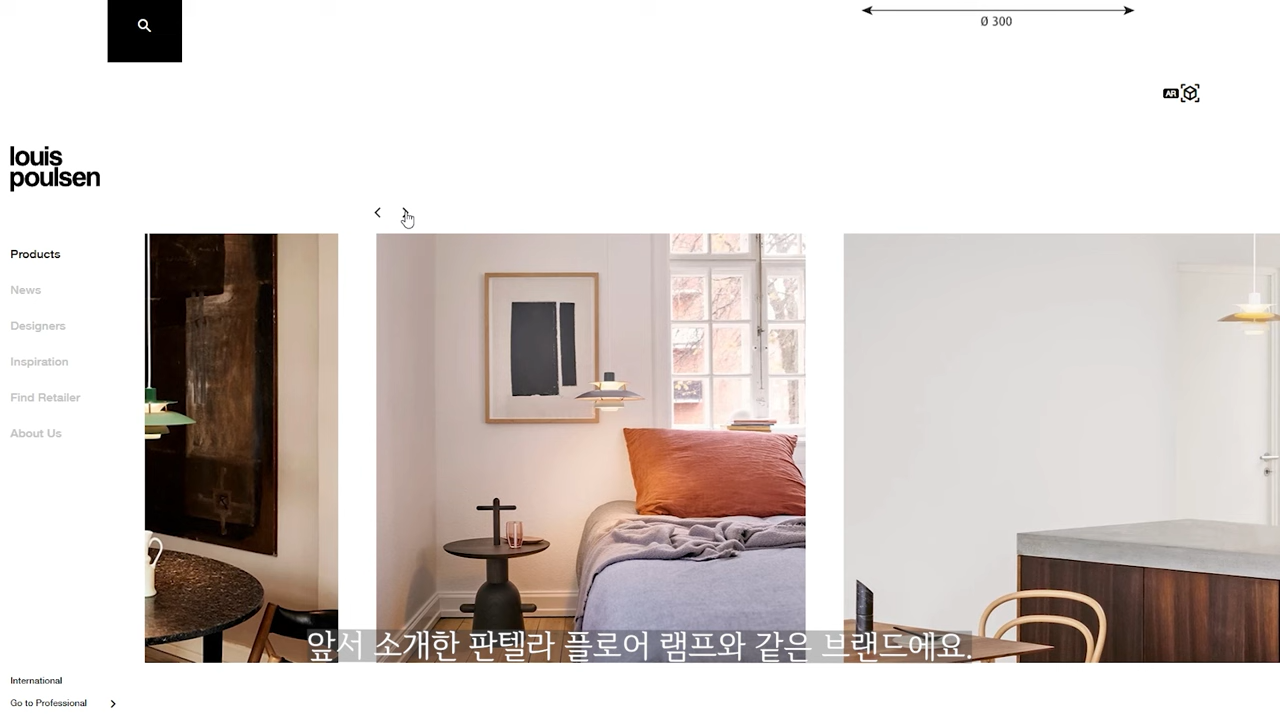 Ø 300
AR
louis
poulsen
Products
News
Designers
Inspiration
Find Retailer
About Us
앞서 소개한 판텔라 플로어 램프와 같은 브랜드에요.
International
Go to Professional